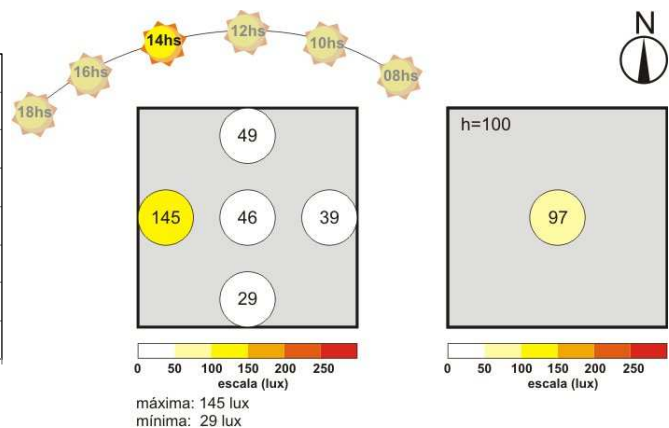 12hs
N
14hs
10hs
16hs
08hs
18hs
h=100
49
145
46
39
97
29
0 50 100 150 200 250
0 50 100 150 200 250
escala (lux)
escala (lux)
máxima: 145 lux
mínima: 29 lux